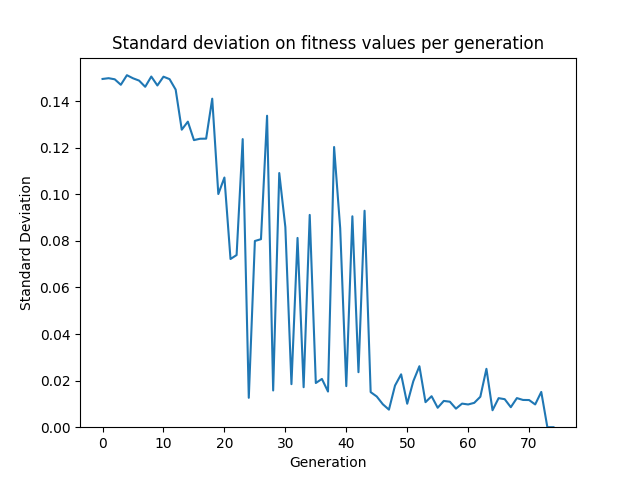 Standard deviation on fitness values per generation
0.14
0.12
0.10
0.08
0.06
0.04
0.02
0.00
Standard Deviation
0 10 20 30 40 50 60 70
Generation